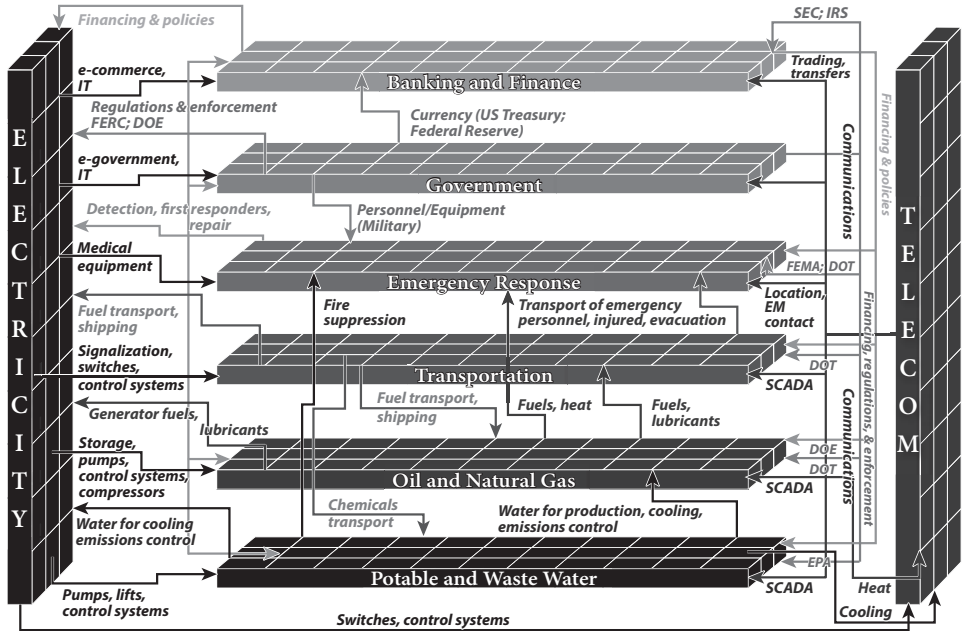 Financing & policies
SEC; IRS
e-commerce,
IT
Banking and Finance
Trading,
transfers
Regulations & enforcement
FERC; DOE
Currency (US Treasury;
Federal Reserve)
Financing & policies
Communications
e-government,
IT
Government
Detection, first responders,
repair
Personnel/Equipment
(Military)
Medical
equipment
Emergency Response
FEMA; DOT
Fire
suppression
Transport of emergency
personnel, injured, evacuation
Location,
EM
contact
Fuel transport,
shipping
Signalization,
switches,
control systems
Transportation
DOT
SCADA
Financing, regulations, & enforcement
Communications
Generator fuels,
lubricants
Fuel transport,
shipping
Fuels, heat
Fuels,
lubricants
Storage,
pumps,
control systems,
compressors
Oil and Natural Gas
DOE
DOT
SCADA
Water for cooling
emissions control
Chemicals
transport
Water for production, cooling,
emissions control
Potable and Waste Water
EPA
SCADA
Heat
Pumps, lifts,
control systems
Cooling
Switches, control systems
ELECTRICITY
TELECOM